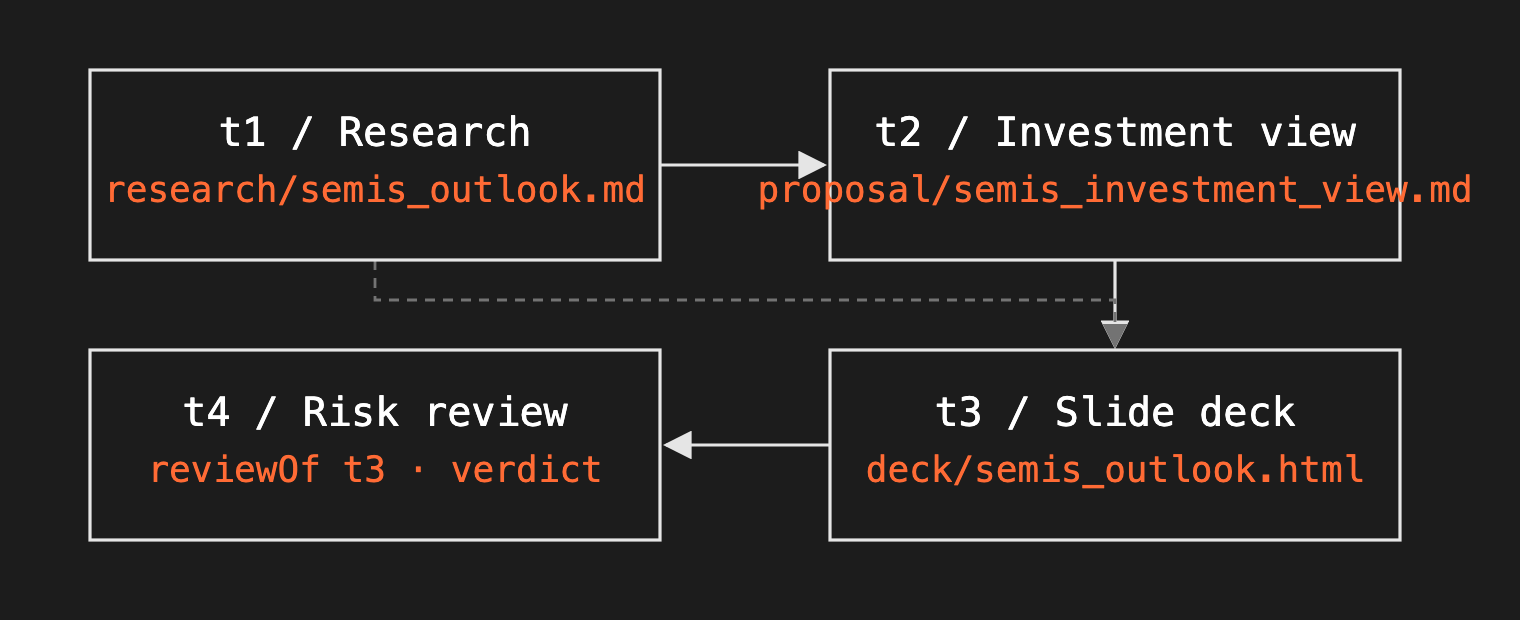 t1 / Research
research/semis_outlook.md
t2 / Investment view
proposal/semis_investment_view.md
t4 / Risk review
reviewOf t3 · verdict
t3 / Slide deck
deck/semis_outlook.html